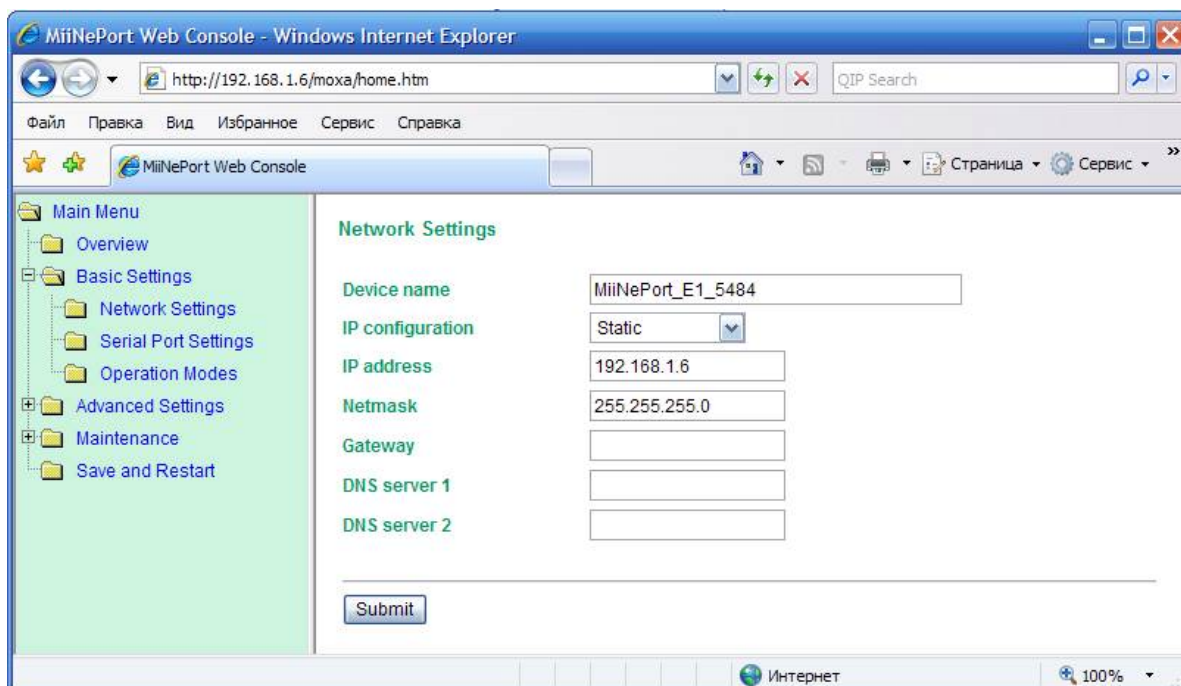 MiiNePort Web Console - Windows Internet Explorer
http://192.168.1.6/moxa/home.htm
QIP Search
Файл Правка Вид Избранное Сервис Справка
MiiNePort Web Console
Страница
Сервис
»
Main Menu
Overview
Basic Settings
Network Settings
Serial Port Settings
Operation Modes
Advanced Settings
Maintenance
Save and Restart
Network Settings
Device name MiiNePort_E1_5484
IP configuration Static
IP address 192.168.1.6
Netmask 255.255.255.0
Gateway
DNS server 1
DNS server 2
Submit
Интернет 100%